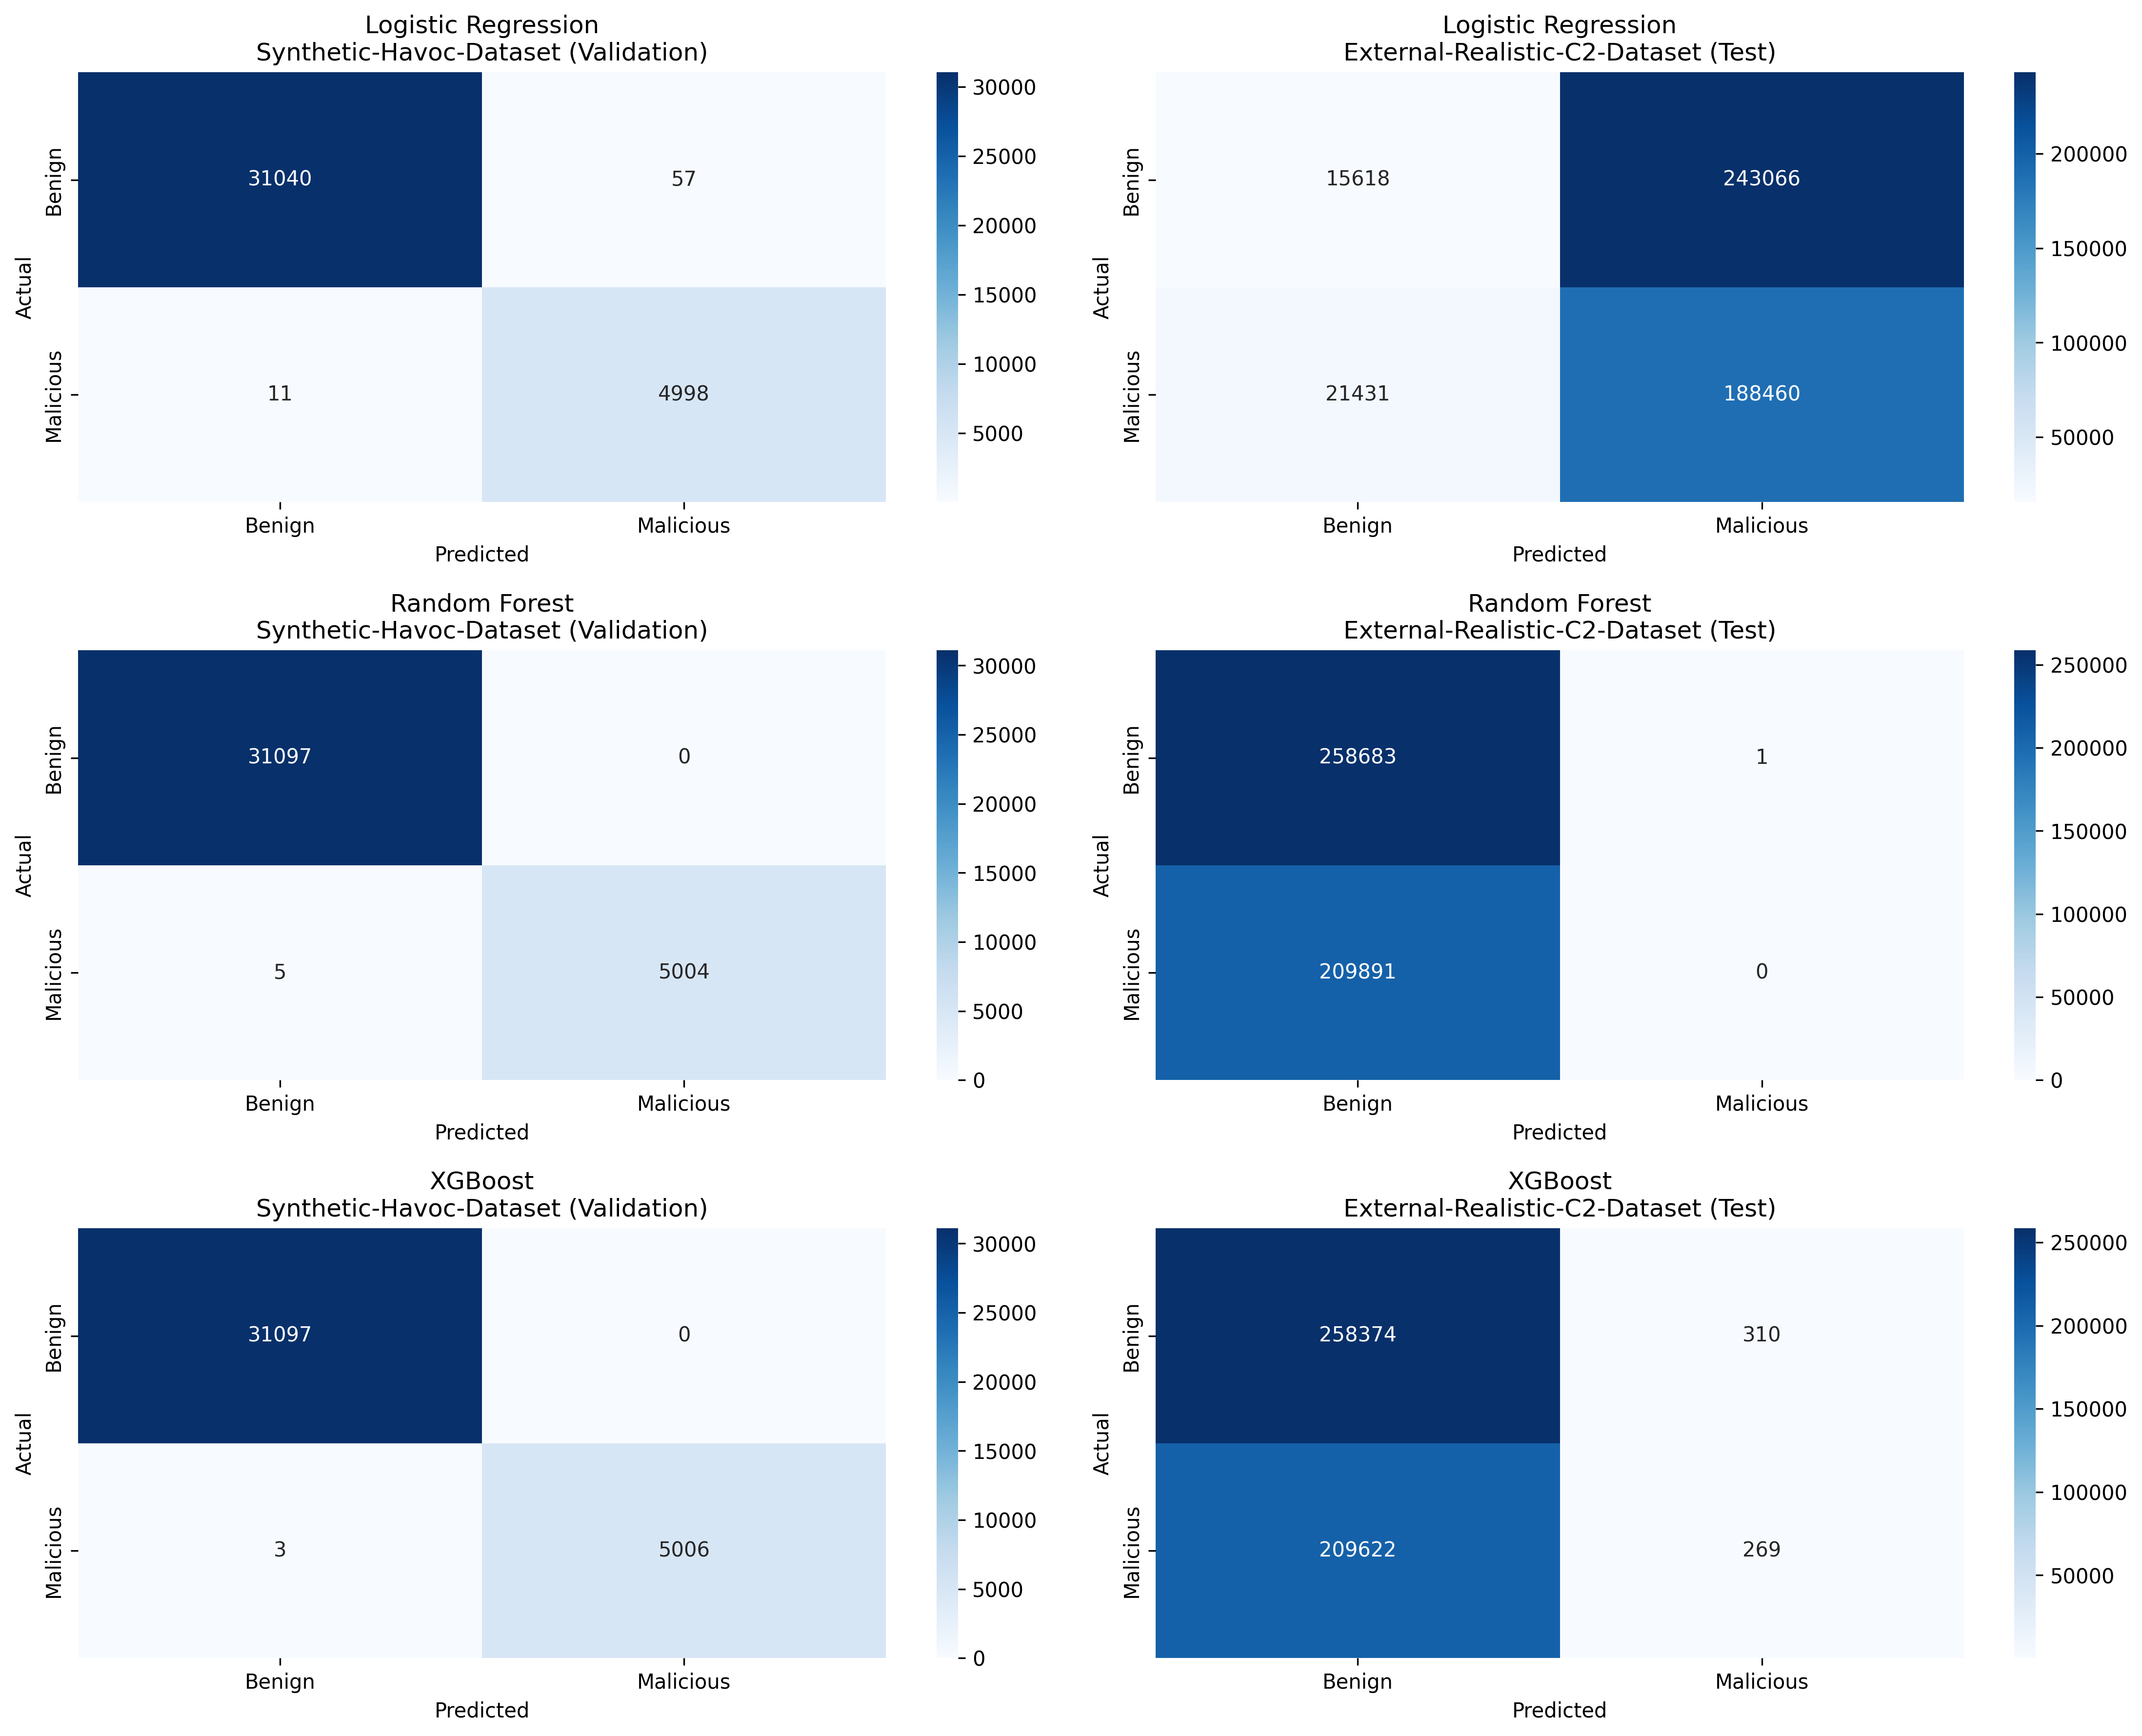 Logistic Regression
Synthetic-Havoc-Dataset (Validation)
Actual
Benign
Malicious
31040
57
11
4998
Benign
Malicious
Predicted
30000
25000
20000
15000
10000
5000
Logistic Regression
External-Realistic-C2-Dataset (Test)
Actual
Benign
Malicious
15618
243066
21431
188460
Benign
Malicious
Predicted
200000
150000
100000
50000
Random Forest
Synthetic-Havoc-Dataset (Validation)
Actual
Benign
Malicious
31097
0
5
5004
Benign
Malicious
Predicted
30000
25000
20000
15000
10000
5000
0
Random Forest
External-Realistic-C2-Dataset (Test)
Actual
Benign
Malicious
258683
1
209891
0
Benign
Malicious
Predicted
250000
200000
150000
100000
50000
0
XGBoost
Synthetic-Havoc-Dataset (Validation)
Actual
Benign
Malicious
31097
0
3
5006
Benign
Malicious
Predicted
30000
25000
20000
15000
10000
5000
0
XGBoost
External-Realistic-C2-Dataset (Test)
Actual
Benign
Malicious
258374
310
209622
269
Benign
Malicious
Predicted
250000
200000
150000
100000
50000